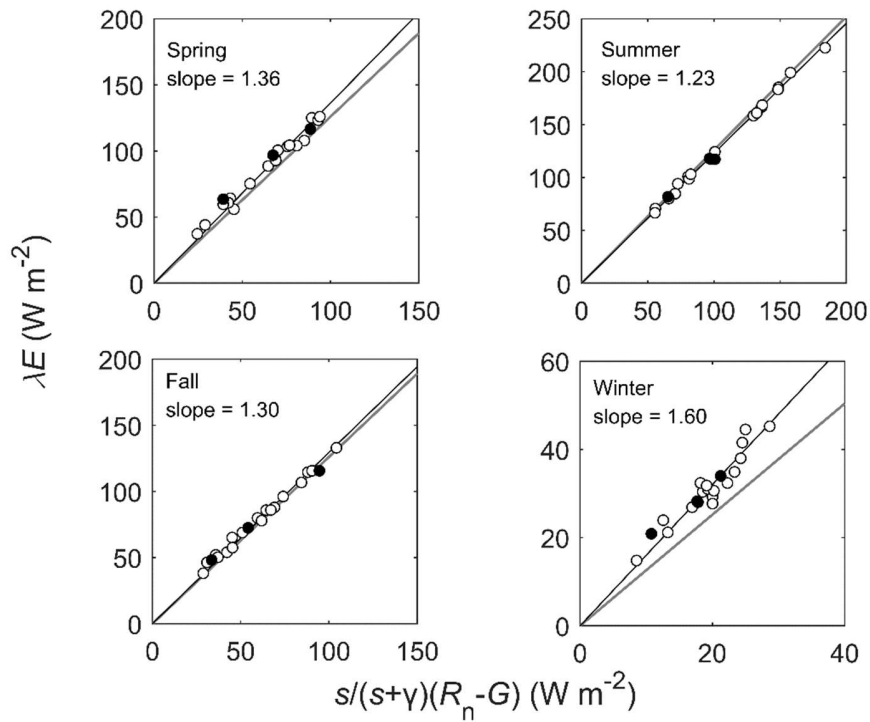 200
Spring
slope = 1.36
150
100
50
0
0 50 100 150
250
Summer
slope = 1.23
200
150
100
50
0
0 50 100 150 200
λE (W m⁻²)
200
Fall
slope = 1.30
150
100
50
0
0 50 100 150
60
Winter
slope = 1.60
40
20
0
0 20 40
s/(s+γ)(Rₙ-G) (W m⁻²)